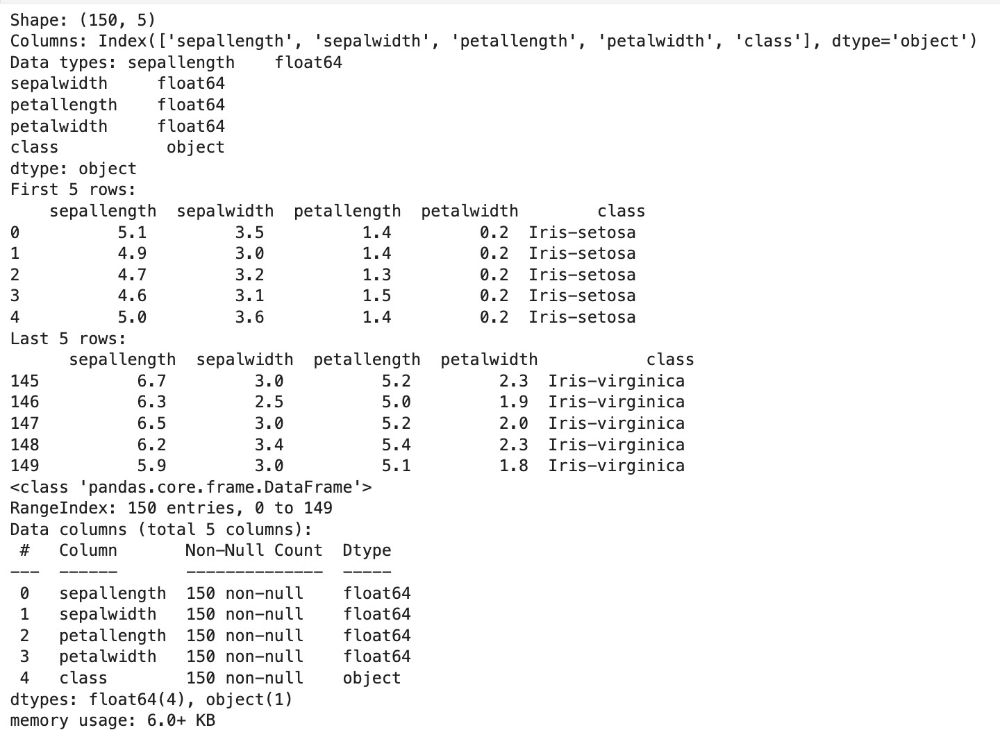 Shape: (150, 5)
Columns: Index(['sepallength', 'sepalwidth', 'petallength', 'petalwidth', 'class'], dtype='object')
Data types: sepallength    float64
sepalwidth     float64
petallength    float64
petalwidth     float64
class           object
dtype: object
First 5 rows:
    sepallength  sepalwidth  petallength  petalwidth        class
0          5.1         3.5          1.4         0.2  Iris-setosa
1          4.9         3.0          1.4         0.2  Iris-setosa
2          4.7         3.2          1.3         0.2  Iris-setosa
3          4.6         3.1          1.5         0.2  Iris-setosa
4          5.0         3.6          1.4         0.2  Iris-setosa
Last 5 rows:
      sepallength  sepalwidth  petallength  petalwidth           class
145          6.7         3.0          5.2         2.3  Iris-virginica
146          6.3         2.5          5.0         1.9  Iris-virginica
147          6.5         3.0          5.2         2.0  Iris-virginica
148          6.2         3.4          5.4         2.3  Iris-virginica
149          5.9         3.0          5.1         1.8  Iris-virginica
<class 'pandas.core.frame.DataFrame'>
RangeIndex: 150 entries, 0 to 149
Data columns (total 5 columns):
 #   Column       Non-Null Count  Dtype
---  ------       --------------  -----
 0   sepallength  150 non-null    float64
 1   sepalwidth   150 non-null    float64
 2   petallength  150 non-null    float64
 3   petalwidth   150 non-null    float64
 4   class        150 non-null    object
dtypes: float64(4), object(1)
memory usage: 6.0+ KB